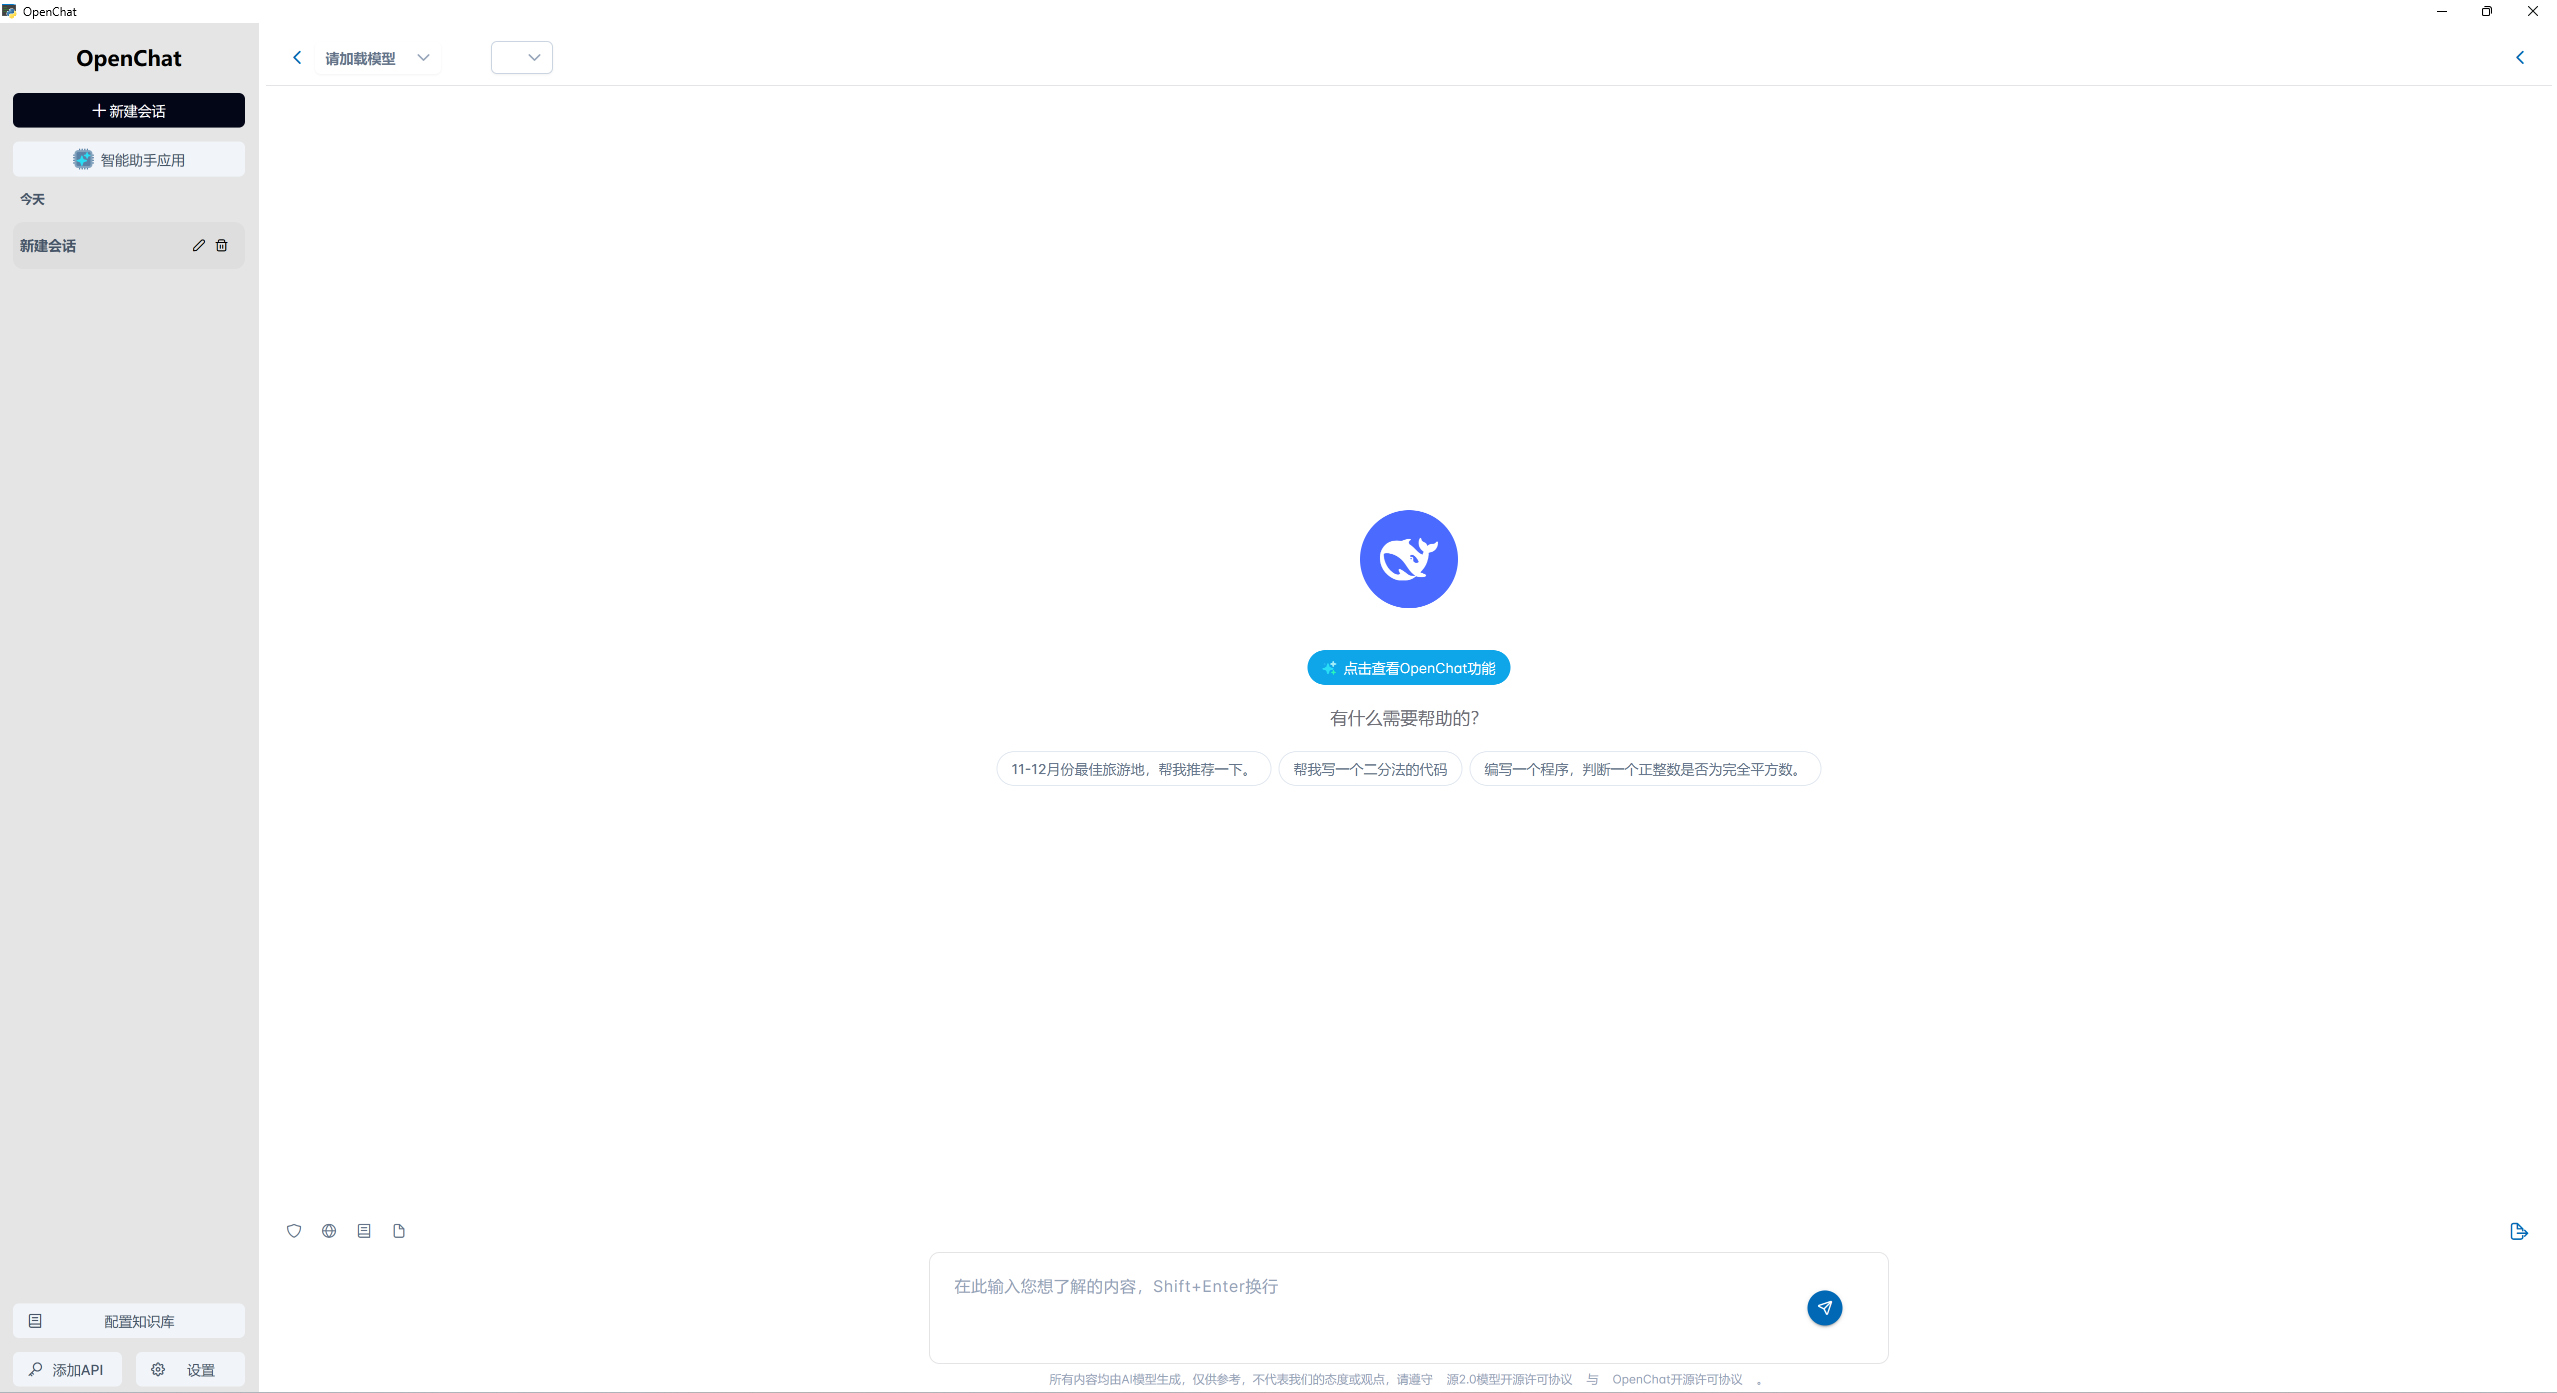 OpenChat
OpenChat
新建会话
智能助手应用
今天
新建会话
配置知识库
添加API
设置
请加载模型
点击查看OpenChat功能
有什么需要帮助的?
11-12月份最佳旅游地，帮我推荐一下。
帮我写一个二分法的代码
编写一个程序，判断一个正整数是否为完全平方数。
在此输入您想了解的内容，Shift+Enter换行
所有内容均由AI模型生成，仅供参考，不代表我们的态度或观点，请遵守 源2.0模型开源许可协议 与 OpenChat开源许可协议 。